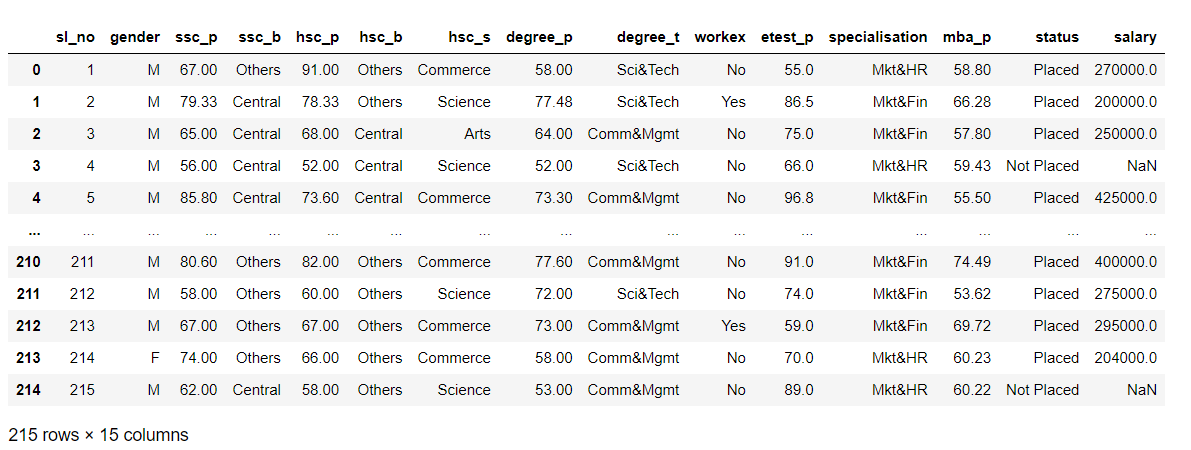 sl_no gender ssc_p ssc_b hsc_p hsc_b hsc_s degree_p degree_t workex etest_p specialisation mba_p status salary
0 1 M 67.00 Others 91.00 Others Commerce 58.00 Sci&Tech No 55.0 Mkt&HR 58.80 Placed 270000.0
1 2 M 79.33 Central 78.33 Others Science 77.48 Sci&Tech Yes 86.5 Mkt&Fin 66.28 Placed 200000.0
2 3 M 65.00 Central 68.00 Central Arts 64.00 Comm&Mgmt No 75.0 Mkt&Fin 57.80 Placed 250000.0
3 4 M 56.00 Central 52.00 Central Science 52.00 Sci&Tech No 66.0 Mkt&HR 59.43 Not Placed NaN
4 5 M 85.80 Central 73.60 Central Commerce 73.30 Comm&Mgmt No 96.8 Mkt&Fin 55.50 Placed 425000.0
... ... ... ... ... ... ... ... ... ... ... ... ... ... ... ...
210 211 M 80.60 Others 82.00 Others Commerce 77.60 Comm&Mgmt No 91.0 Mkt&Fin 74.49 Placed 400000.0
211 212 M 58.00 Others 60.00 Others Science 72.00 Sci&Tech No 74.0 Mkt&Fin 53.62 Placed 275000.0
212 213 M 67.00 Others 67.00 Others Commerce 73.00 Comm&Mgmt Yes 59.0 Mkt&Fin 69.72 Placed 295000.0
213 214 F 74.00 Others 66.00 Others Commerce 58.00 Comm&Mgmt No 70.0 Mkt&HR 60.23 Placed 204000.0
214 215 M 62.00 Central 58.00 Others Science 53.00 Comm&Mgmt No 89.0 Mkt&HR 60.22 Not Placed NaN
215 rows × 15 columns